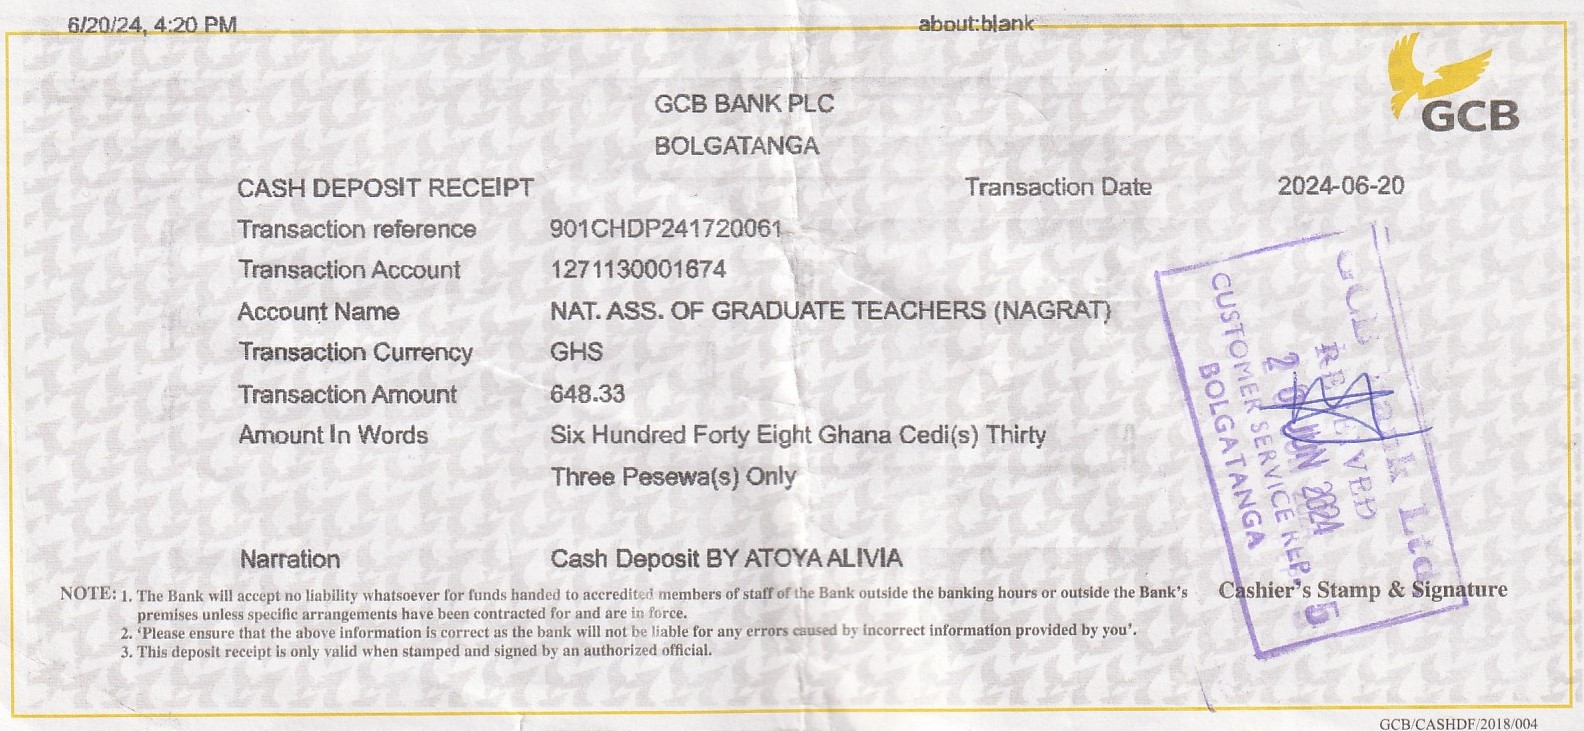 6/20/24, 4:20 PM about:blank
GCB
GCB BANK PLC
BOLGATANGA
CASH DEPOSIT RECEIPT Transaction Date 2024-06-20
Transaction reference 901CHDP241720061
Transaction Account 1271130001674
Account Name NAT. ASS. OF GRADUATE TEACHERS (NAGRAT)
Transaction Currency GHS
Transaction Amount 648.33
Amount In Words Six Hundred Forty Eight Ghana Cedi(s) Thirty
Three Pesewa(s) Only
Narration Cash Deposit BY ATOYA ALIVIA
GCB Bank Ltd
RECEIVED
20 JUN 2024
CUSTOMER SERVICE REP. 5
BOLGATANGA
Cashier's Stamp & Signature
NOTE: 1. The Bank will accept no liability whatsoever for funds handed to accredited members of staff of the Bank outside the banking hours or outside the Bank's
premises unless specific arrangements have been contracted for and are in force.
2. ‘Please ensure that the above information is correct as the bank will not be liable for any errors caused by incorrect information provided by you’.
3. This deposit receipt is only valid when stamped and signed by an authorized official.
GCB/CASHDF/2018/004